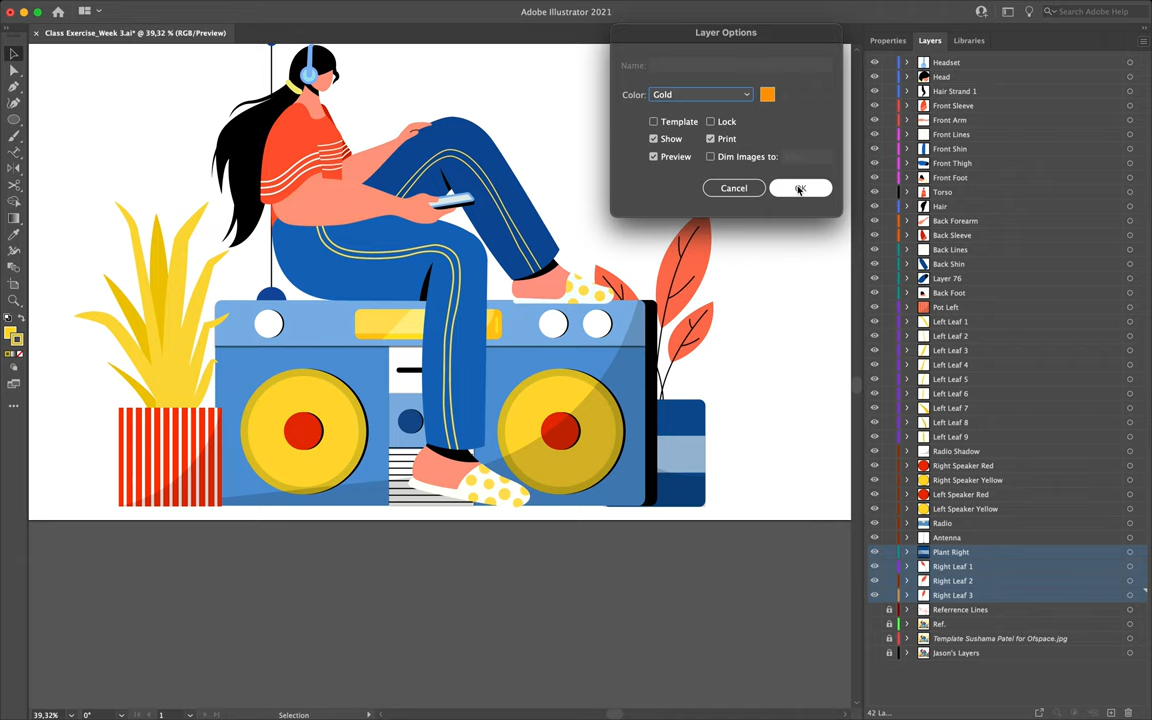 Adobe Illustrator 2021
Search Adobe Help
× Class Exercise_Week 3.ai* @ 39,32 % (RGB/Preview)
Layer Options
Name:
Color: Gold
Template
Lock
Show
Print
Preview
Dim Images to:
Cancel
OK
Properties
Layers
Libraries
Headset
Head
Hair Strand 1
Front Sleeve
Front Arm
Front Lines
Front Shin
Front Thigh
Front Foot
Torso
Hair
Back Forearm
Back Sleeve
Back Lines
Back Shin
Layer 76
Back Foot
Pot Left
Left Leaf 1
Left Leaf 2
Left Leaf 3
Left Leaf 4
Left Leaf 5
Left Leaf 6
Left Leaf 7
Left Leaf 8
Left Leaf 9
Radio Shadow
Right Speaker Red
Right Speaker Yellow
Left Speaker Red
Left Speaker Yellow
Radio
Antenna
Plant Right
Right Leaf 1
Right Leaf 2
Right Leaf 3
Referrence Lines
Ref.
Template Sushama Patel for Ofspace.jpg
Jason's Layers
39,32%
0°
1
Selection
42 La...